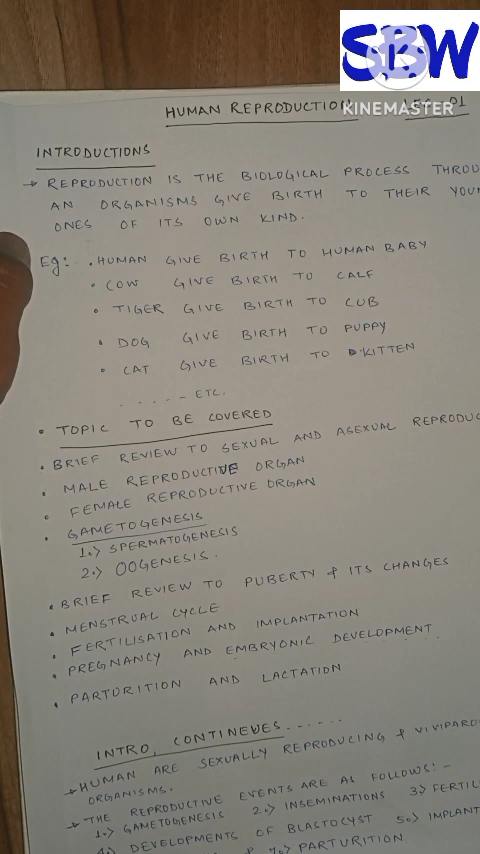 SBW
KINEMASTER
HUMAN REPRODUCTION LEC 01
INTRODUCTIONS
→ REPRODUCTION IS THE BIOLOGICAL PROCESS THROU
AN ORGANISMS GIVE BIRTH TO THEIR YOUN
ONES OF ITS OWN KIND.
Eg: • HUMAN GIVE BIRTH TO HUMAN BABY
• COW GIVE BIRTH TO CALF
• TIGER GIVE BIRTH TO CUB
• DOG GIVE BIRTH TO PUPPY
• CAT GIVE BIRTH TO KITTEN
. . - - - - ETC.
• TOPIC TO BE COVERED
• BRIEF REVIEW TO SEXUAL AND ASEXUAL REPRODUC
• MALE REPRODUCTIVE ORGAN
• FEMALE REPRODUCTIVE ORGAN
• GAMETOGENESIS
1.) SPERMATOGENESIS
2.) OOGENESIS.
• BRIEF REVIEW TO PUBERTY & ITS CHANGES
• MENSTRUAL CYCLE
• FERTILISATION AND IMPLANTATION
• PREGNANCY AND EMBRYONIC DEVELOPMENT
• PARTURITION AND LACTATION
INTRO, CONTINEUES......
→ HUMAN ARE SEXUALLY REPRODUCING & VIVIPARO
ORGANISMS.
→ THE REPRODUCTIVE EVENTS ARE AS FOLLOWS:-
1.) GAMETOGENESIS 2.) INSEMINATIONS 3) FERTIL
4.) DEVELOPMENTS OF BLASTOCYST 5.) IMPLANT
& 7.) PARTURITION